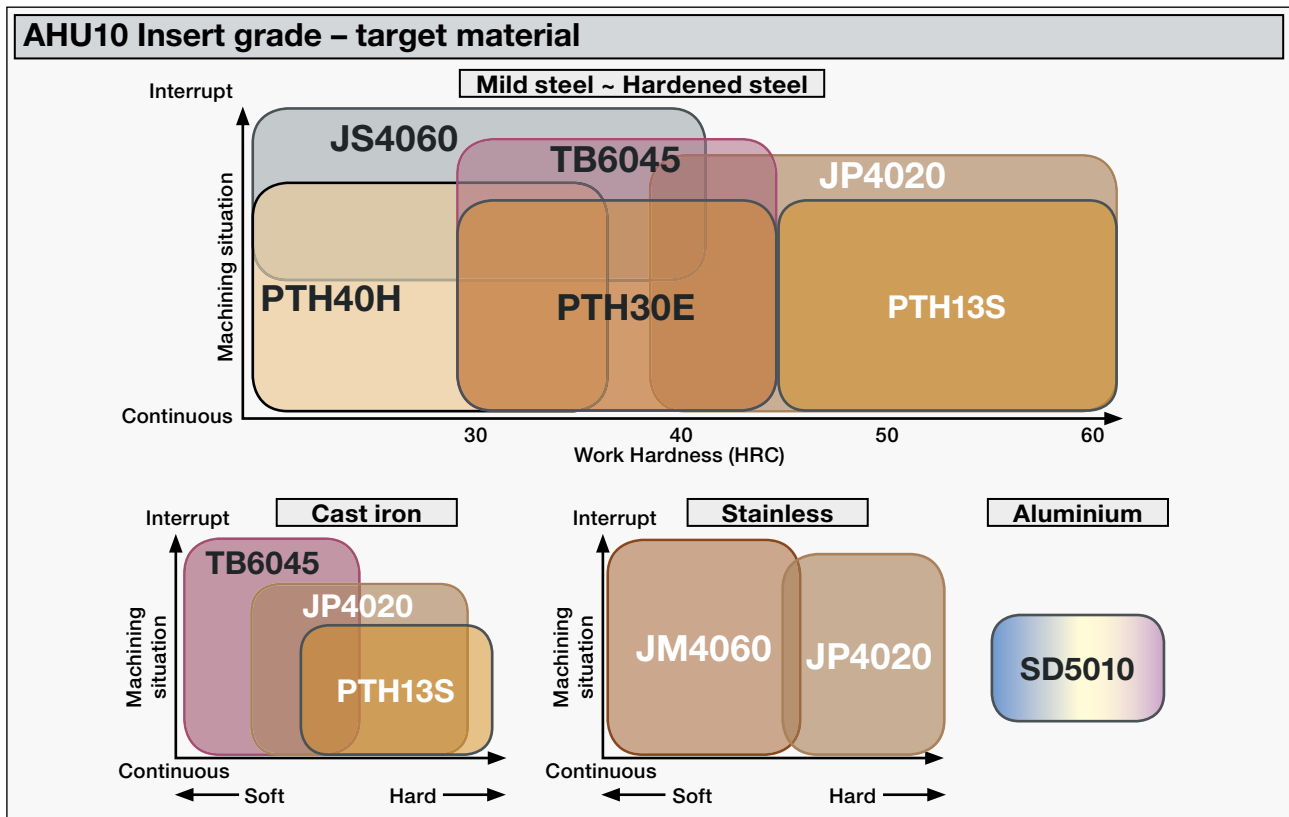 AHU10 Insert grade – target material
Mild steel ~ Hardened steel
Interrupt
JS4060
TB6045
JP4020
Machining situation
PTH40H
PTH30E
PTH13S
Continuous
30
40
50
60
Work Hardness (HRC)
Cast iron
Interrupt
TB6045
JP4020
Machining
situation
PTH13S
Continuous
Soft
Hard
Stainless
Interrupt
Machining
situation
JM4060
JP4020
Continuous
Soft
Hard
Aluminium
SD5010